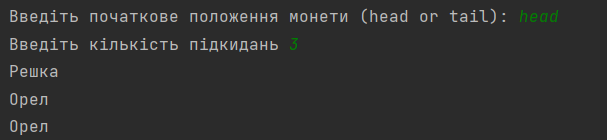 Введіть початкове положення монети (head or tail): head
Введіть кількість підкидань 3
Решка
Орел
Орел